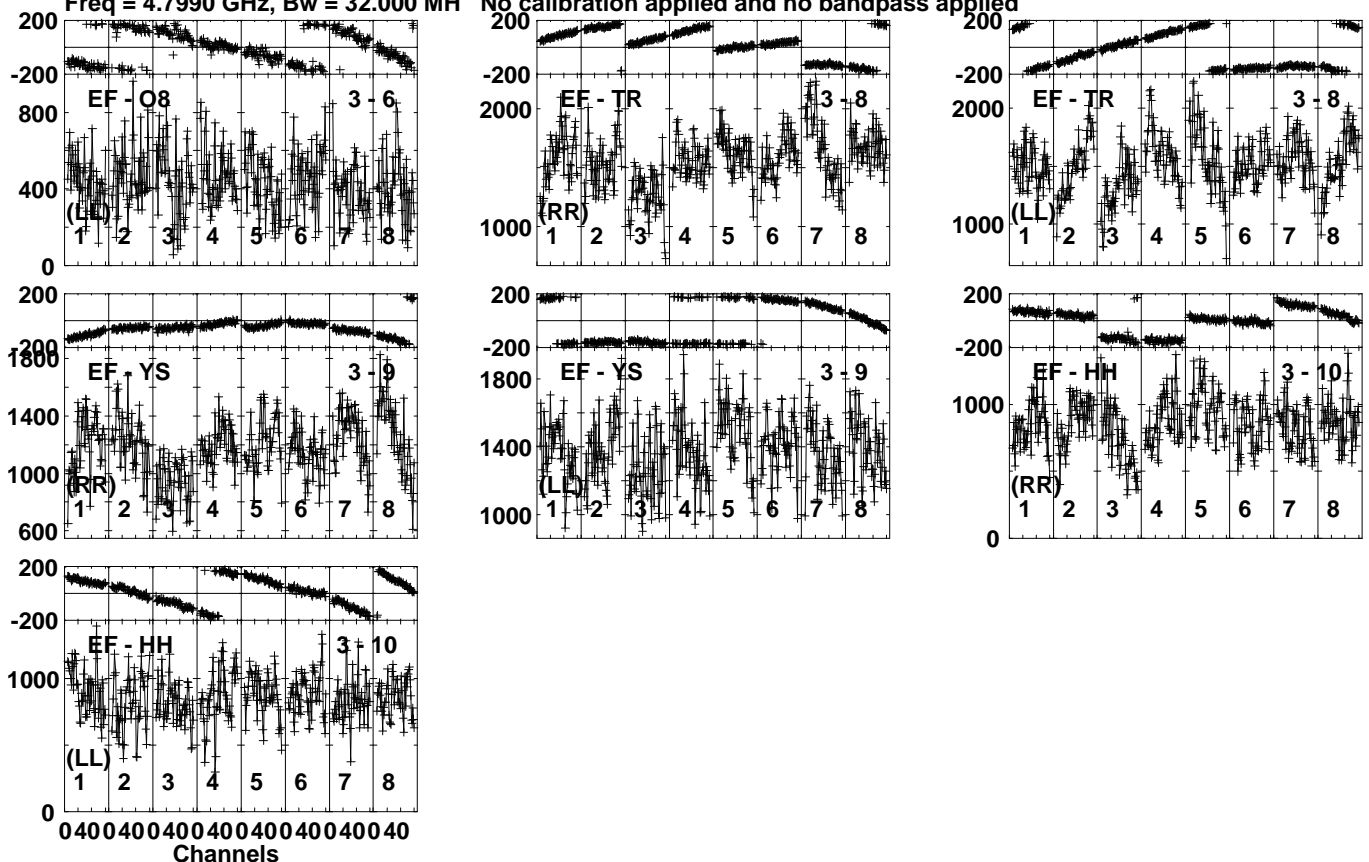 Freq = 4.7990 GHz, Bw = 32.000 MH No calibration applied and no bandpass applied
200
-200
EF - O8 3 - 6
800
400
(LL)
1 2 3 4 5 6 7 8
0
200
-200
EF - TR 3 - 8
2000
1000
(RR)
1 2 3 4 5 6 7 8
200
-200
EF - TR 3 - 8
2000
1000
(LL)
1 2 3 4 5 6 7 8
200
-200
1800
EF - YS 3 - 9
1400
1000
(RR)
1 2 3 4 5 6 7 8
600
200
-200
EF - YS 3 - 9
1800
1400
(LL)
1000
1 2 3 4 5 6 7 8
200
-200
EF - HH 3 - 10
1000
(RR)
1 2 3 4 5 6 7 8
0
200
-200
EF - HH 3 - 10
1000
(LL)
1 2 3 4 5 6 7 8
0
0 40 0 40 0 40 0 40 0 40 0 40 0 40 0 40
Channels